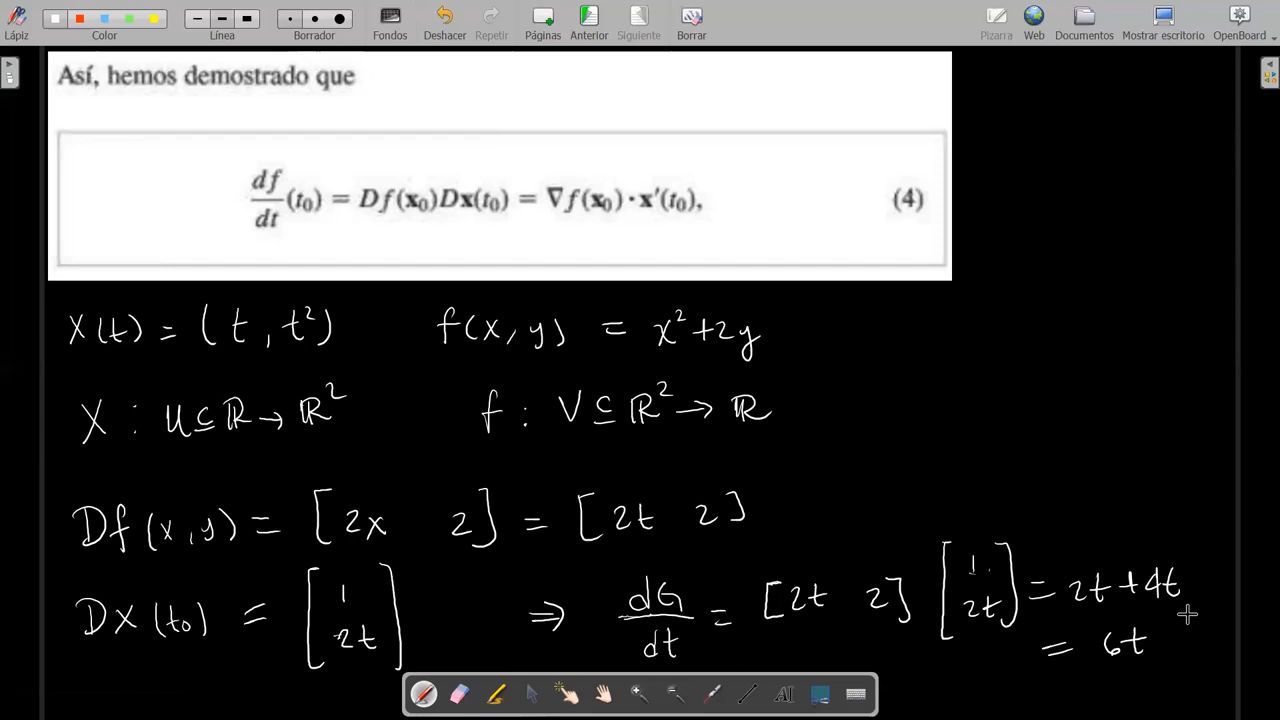 Lápiz Color Línea Borrador Fondos Deshacer Repetir Páginas Anterior Siguiente Borrar Pizarra Web Documentos Mostrar escritorio OpenBoard
Así, hemos demostrado que
df/dt (t₀) = Df(x₀)Dx(t₀) = ∇f(x₀) · x′(t₀), (4)
X(t) = (t, t²) f(x, y) = x² + 2y
X : U ⊆ ℝ → ℝ² f : V ⊆ ℝ² → ℝ
Df(x, y) = [2x 2] = [2t 2]
DX(t₀) = [1 2t] ⇒ dG/dt = [2t 2] [1 2t] = 2t + 4t
= 6t
AI